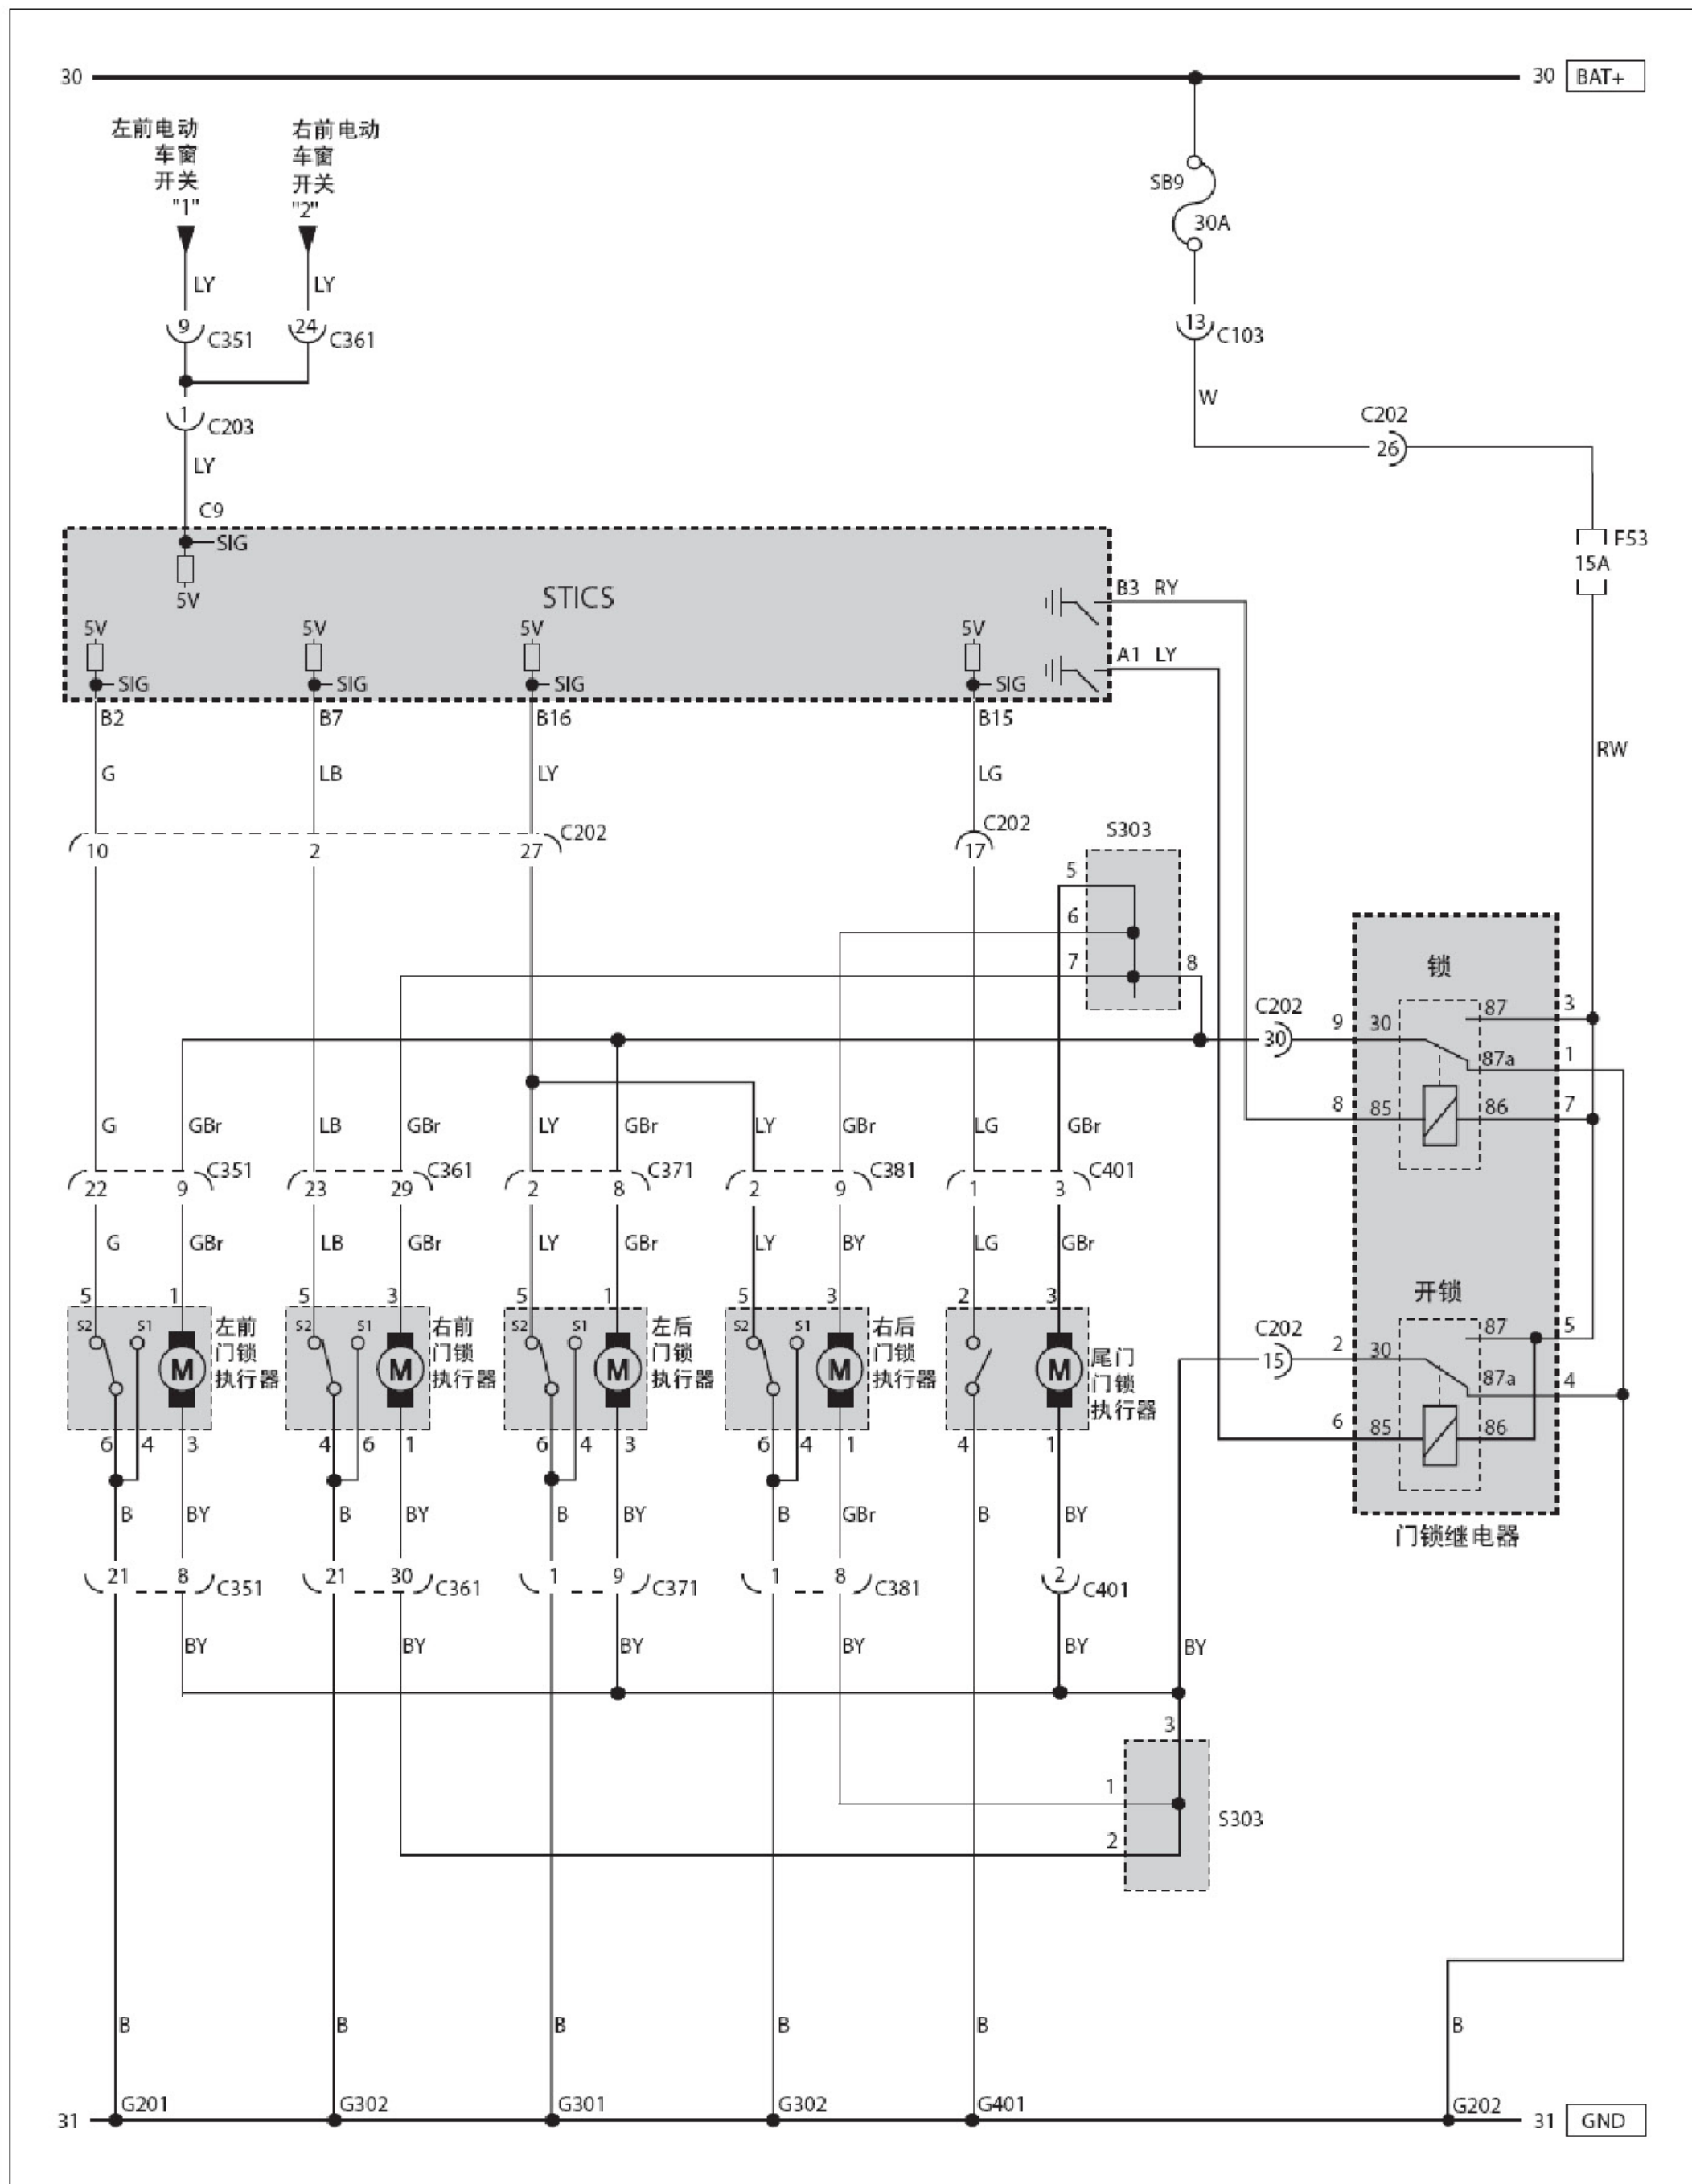 30
30 BAT+
左前电动
车窗
开关
"1"
右前电动
车窗
开关
"2"
SB9
30A
LY LY
9 C351 24 C361
13 C103
1 C203
W
C202
26
LY
C9
F53
15A
SIG
5V
STICS
B3 RY
A1 LY
5V 5V 5V 5V
SIG SIG SIG SIG
B2 B7 B16 B15
RW
G LB LY LG
C202 C202
10 2 27 17
S303
5
6
7 8
锁
C202
30
9 30 87 3
87a 1
8 85 86 7
G GBr LB GBr LY GBr LY GBr LG GBr
C351 C361 C371 C381 C401
22 9 23 29 2 8 2 9 1 3
G GBr LB GBr LY GBr LY BY LG GBr
5 1 5 3 5 1 5 3 2 3
S2 S1 S2 S1 S2 S1 S2 S1
M M M M M
左前
门锁
执行器
右前
门锁
执行器
左后
门锁
执行器
右后
门锁
执行器
尾门
门锁
执行器
开锁
C202
15
2 30 87 5
87a 4
6 85 86
门锁继电器
6 4 3 4 6 1 6 4 3 6 4 1 4 1
B BY B BY B BY B GBr B BY
21 8 C351 21 30 C361 1 9 C371 1 8 C381 2 C401
BY BY BY BY BY BY
3
1
2
S303
B B B B B B
G201 G302 G301 G302 G401 G202
31
31 GND